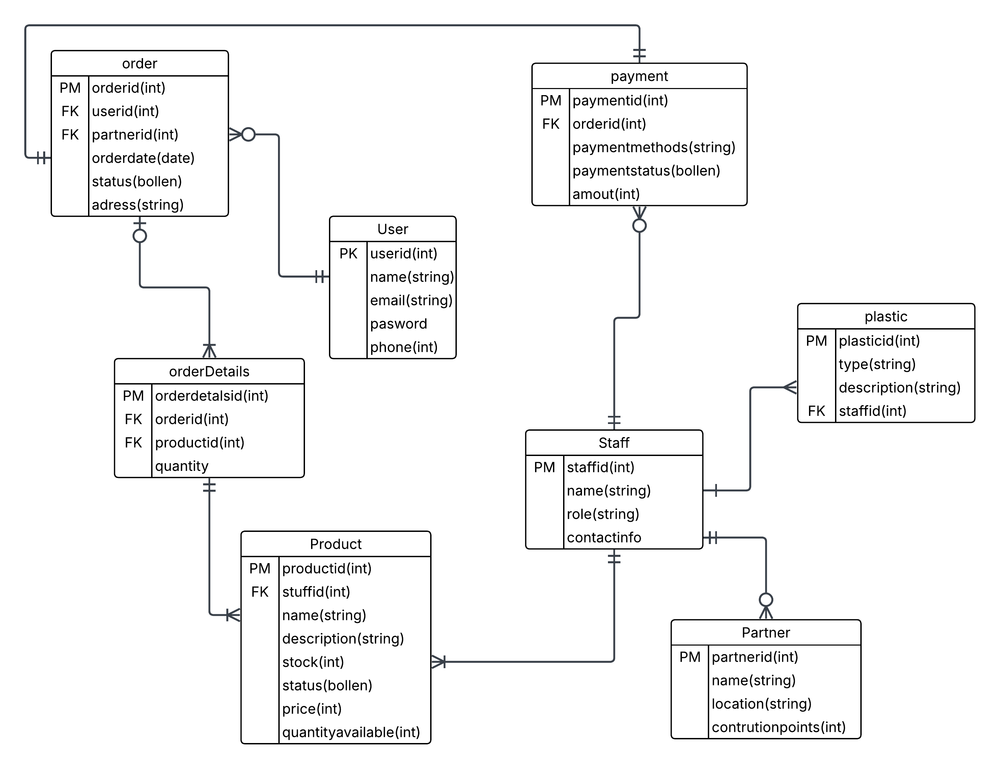 order
PM orderid(int)
FK userid(int)
FK partnerid(int)
orderdate(date)
status(bollen)
adress(string)
payment
PM paymentid(int)
FK orderid(int)
paymentmethods(string)
paymentstatus(bollen)
amout(int)
User
PK userid(int)
name(string)
email(string)
pasword
phone(int)
plastic
PM plasticid(int)
type(string)
description(string)
FK staffid(int)
orderDetails
PM orderdetalsid(int)
FK orderid(int)
FK productid(int)
quantity
Staff
PM staffid(int)
name(string)
role(string)
contactinfo
Product
PM productid(int)
FK stuffid(int)
name(string)
description(string)
stock(int)
status(bollen)
price(int)
quantityavailable(int)
Partner
PM partnerid(int)
name(string)
location(string)
contrutionpoints(int)